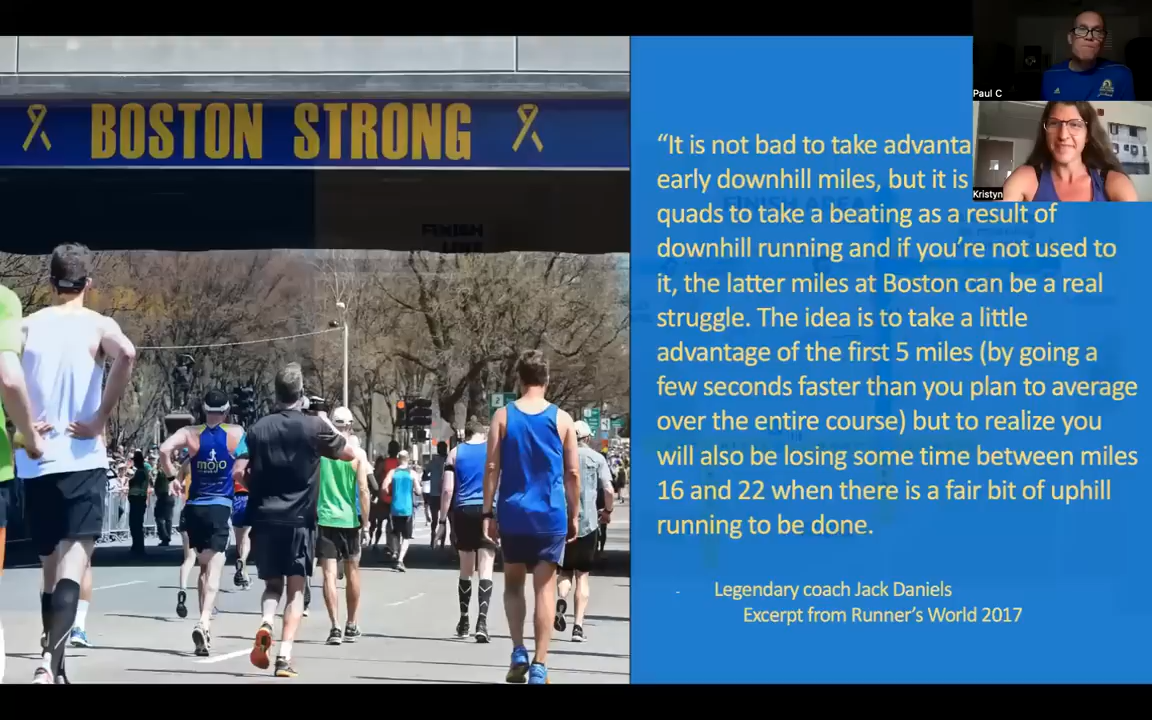 BOSTON STRONG
FINISH
LINE
mojo
2
Paul C
Kristyn
“It is not bad to take advanta
early downhill miles, but it is
quads to take a beating as a result of
downhill running and if you’re not used to
it, the latter miles at Boston can be a real
struggle. The idea is to take a little
advantage of the first 5 miles (by going a
few seconds faster than you plan to average
over the entire course) but to realize you
will also be losing some time between miles
16 and 22 when there is a fair bit of uphill
running to be done.
- Legendary coach Jack Daniels
Excerpt from Runner’s World 2017